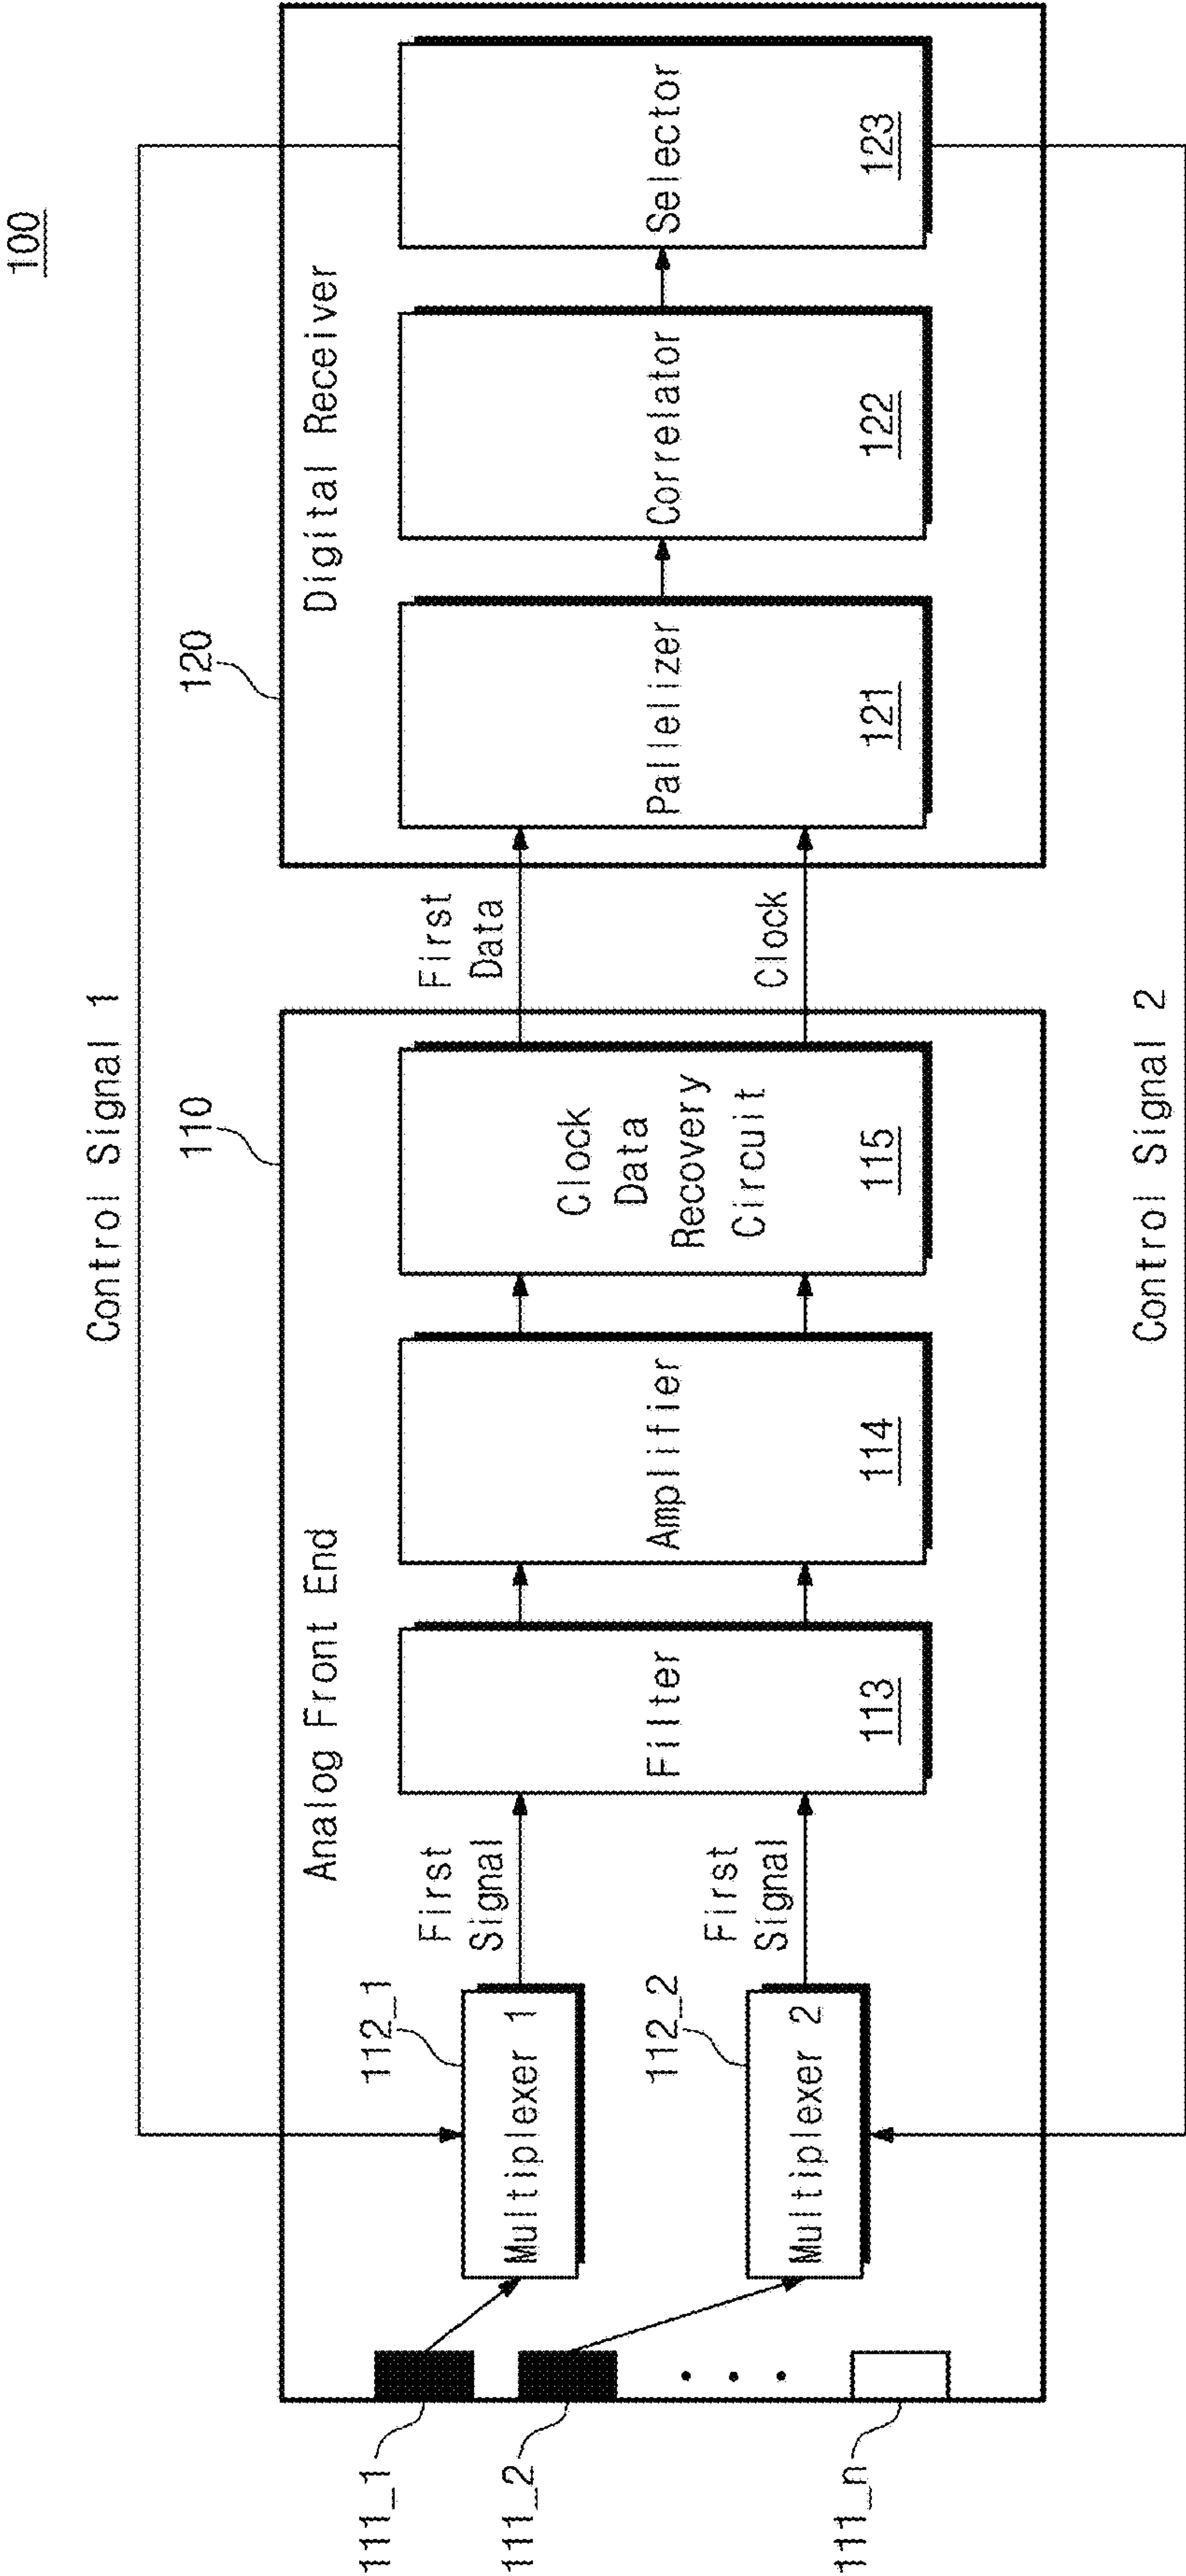 100
Control Signal 1
110
120
Analog Front End
Digital Receiver
111_1
111_2
111_n
112_1
Multiplexer 1
112_2
Multiplexer 2
First
Signal
First
Signal
Filter
113
Amplifier
114
Clock
Data
Recovery
Circuit
115
First
Data
Clock
Pallelizer
121
Correlator
122
Selector
123
Control Signal 2